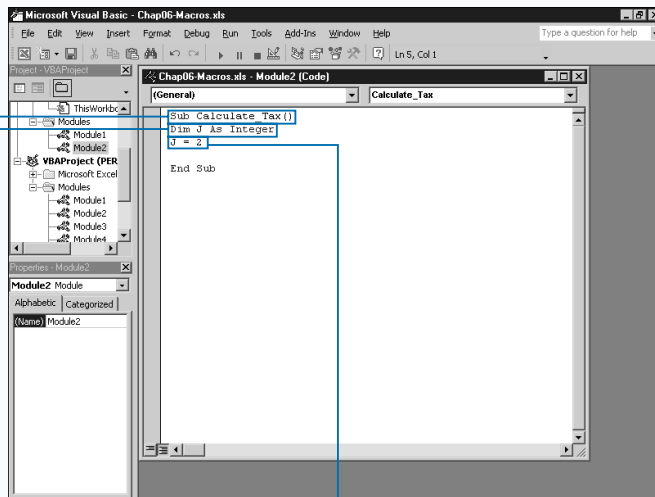 Microsoft Visual Basic - Chap06-Macros.xls
File Edit View Insert Format Debug Run Tools Add-Ins Window Help
Type a question for help
Ln 5, Col 1
Project - VBAProject
ThisWorkbo
Modules
Module1
Module2
VBAProject (PER
Microsoft Excel
Modules
Module1
Module2
Module3
Module4
Properties - Module2
Module2 Module
Alphabetic Categorized
(Name) Module2
Chap06-Macros.xls - Module2 (Code)
(General) Calculate_Tax
Sub Calculate_Tax()
Dim J As Integer
J = 2
End Sub